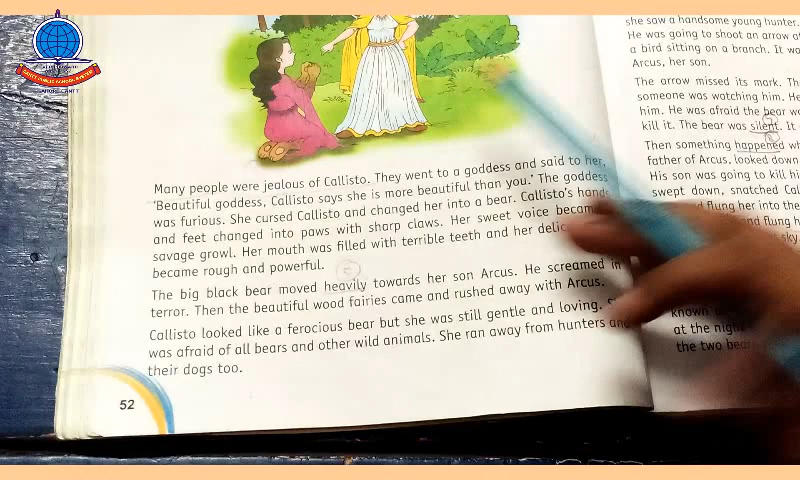 Many people were jealous of Callisto. They went to a goddess and said to her,
'Beautiful goddess, Callisto says she is more beautiful than you.' The goddess
was furious. She cursed Callisto and changed her into a bear. Callisto's hands
and feet changed into paws with sharp claws. Her sweet voice
savage growl. Her mouth was filled with terrible teeth and her
became rough and powerful.
The big black bear moved heavily towards her son Arcus. He screamed in
terror. Then the beautiful wood fairies came and rushed away with Arcus.
Callisto looked like a ferocious bear but she was still gentle and loving.
was afraid of all bears and other wild animals. She ran away from hunters and
their dogs too.
52
she saw a handsome young hunter.
He was going to shoot an arrow
a bird sitting on a branch. It
Arcus, her son.
The arrow missed its mark.
someone was watching him. He
him. He was afraid the bear
kill it. The bear was silent. It
Then something happened
father of Arcus, looked down
His son was going to kill
swept down, snatched
flung her into the
and flung
sky
known
at the night
the two